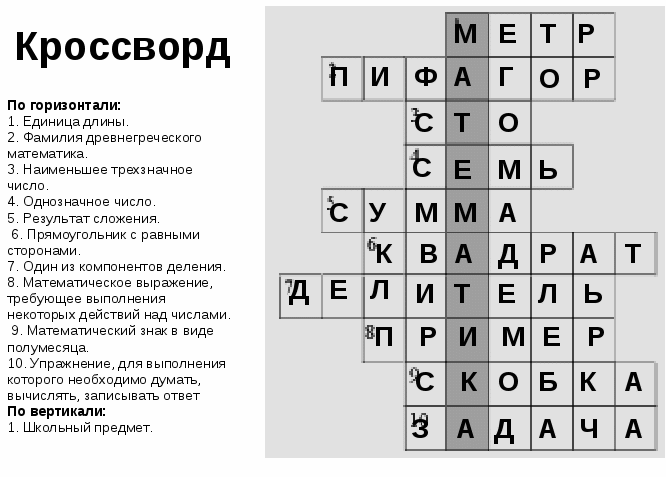 Кроссворд
По горизонтали:
1. Единица длины.
2. Фамилия древнегреческого
математика.
3. Наименьшее трехзначное
число.
4. Однозначное число.
5. Результат сложения.
6. Прямоугольник с равными
сторонами.
7. Один из компонентов деления.
8. Математическое выражение,
требующее выполнения
некоторых действий над числами.
9. Математический знак в виде
полумесяца.
10. Упражнение, для выполнения
которого необходимо думать,
вычислять, записывать ответ
По вертикали:
1. Школьный предмет.
1 М Е Т Р
2 П И Ф А Г О Р
3 С Т О
4 С Е М Ь
5 С У М М А
6 К В А Д Р А Т
7 Д Е Л И Т Е Л Ь
8 П Р И М Е Р
9 С К О Б К А
10 З А Д А Ч А